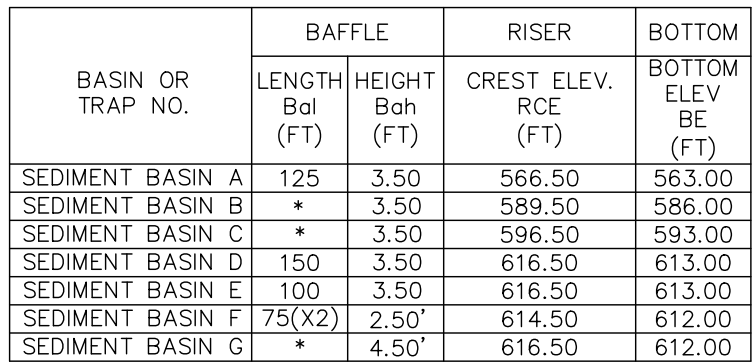 BAFFLE RISER BOTTOM
BASIN OR
TRAP NO.
LENGTH
Bal
(FT)
HEIGHT
Bah
(FT)
CREST ELEV.
RCE
(FT)
BOTTOM
ELEV
BE
(FT)
SEDIMENT BASIN A 125 3.50 566.50 563.00
SEDIMENT BASIN B * 3.50 589.50 586.00
SEDIMENT BASIN C * 3.50 596.50 593.00
SEDIMENT BASIN D 150 3.50 616.50 613.00
SEDIMENT BASIN E 100 3.50 616.50 613.00
SEDIMENT BASIN F 75(X2) 2.50' 614.50 612.00
SEDIMENT BASIN G * 4.50' 616.50 612.00